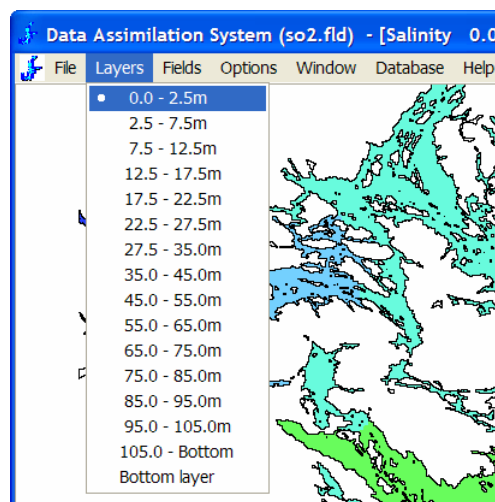 Data Assimilation System (so2.fld) - [Salinity 0.0
File Layers Fields Options Window Database Help
0.0 - 2.5m
2.5 - 7.5m
7.5 - 12.5m
12.5 - 17.5m
17.5 - 22.5m
22.5 - 27.5m
27.5 - 35.0m
35.0 - 45.0m
45.0 - 55.0m
55.0 - 65.0m
65.0 - 75.0m
75.0 - 85.0m
85.0 - 95.0m
95.0 - 105.0m
105.0 - Bottom
Bottom layer